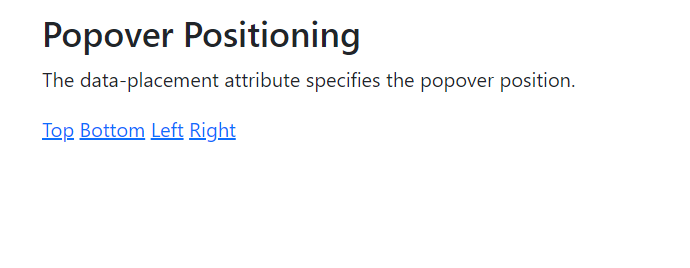 Popover Positioning
The data-placement attribute specifies the popover position.
Top Bottom Left Right